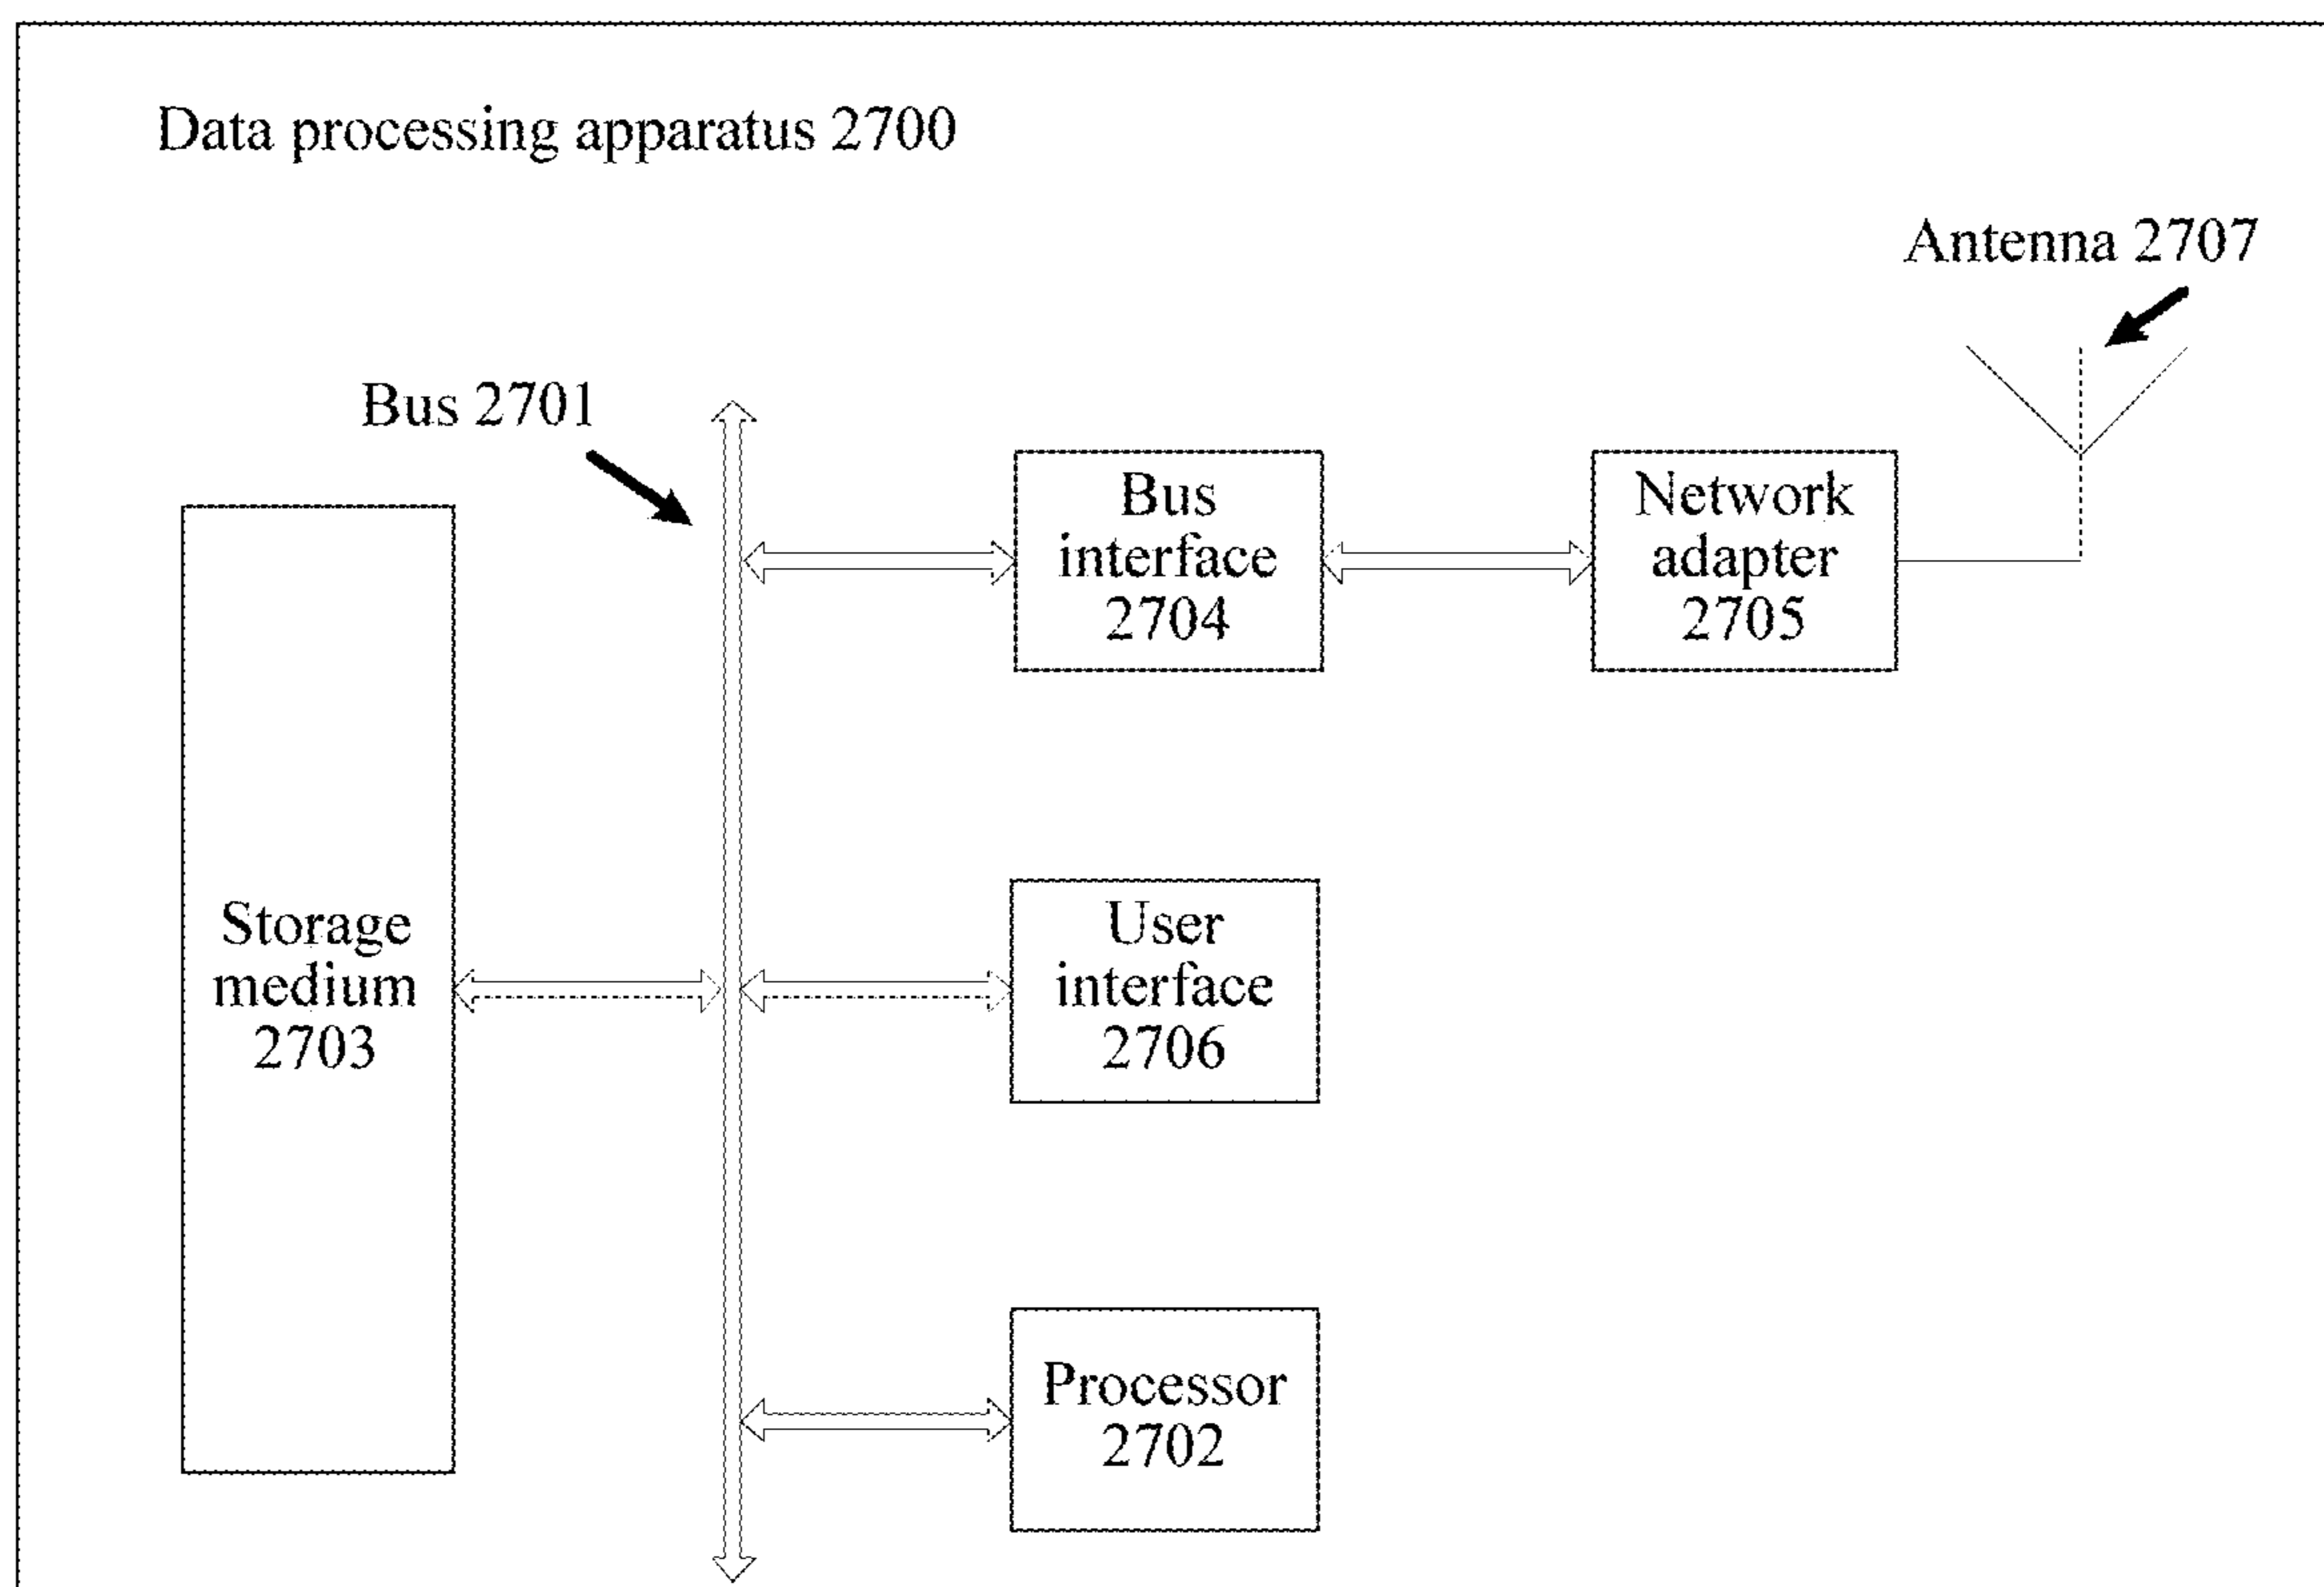 Data processing apparatus 2700
Antenna 2707
Bus 2701
Bus
interface
2704
Network
adapter
2705
Storage
medium
2703
User
interface
2706
Processor
2702